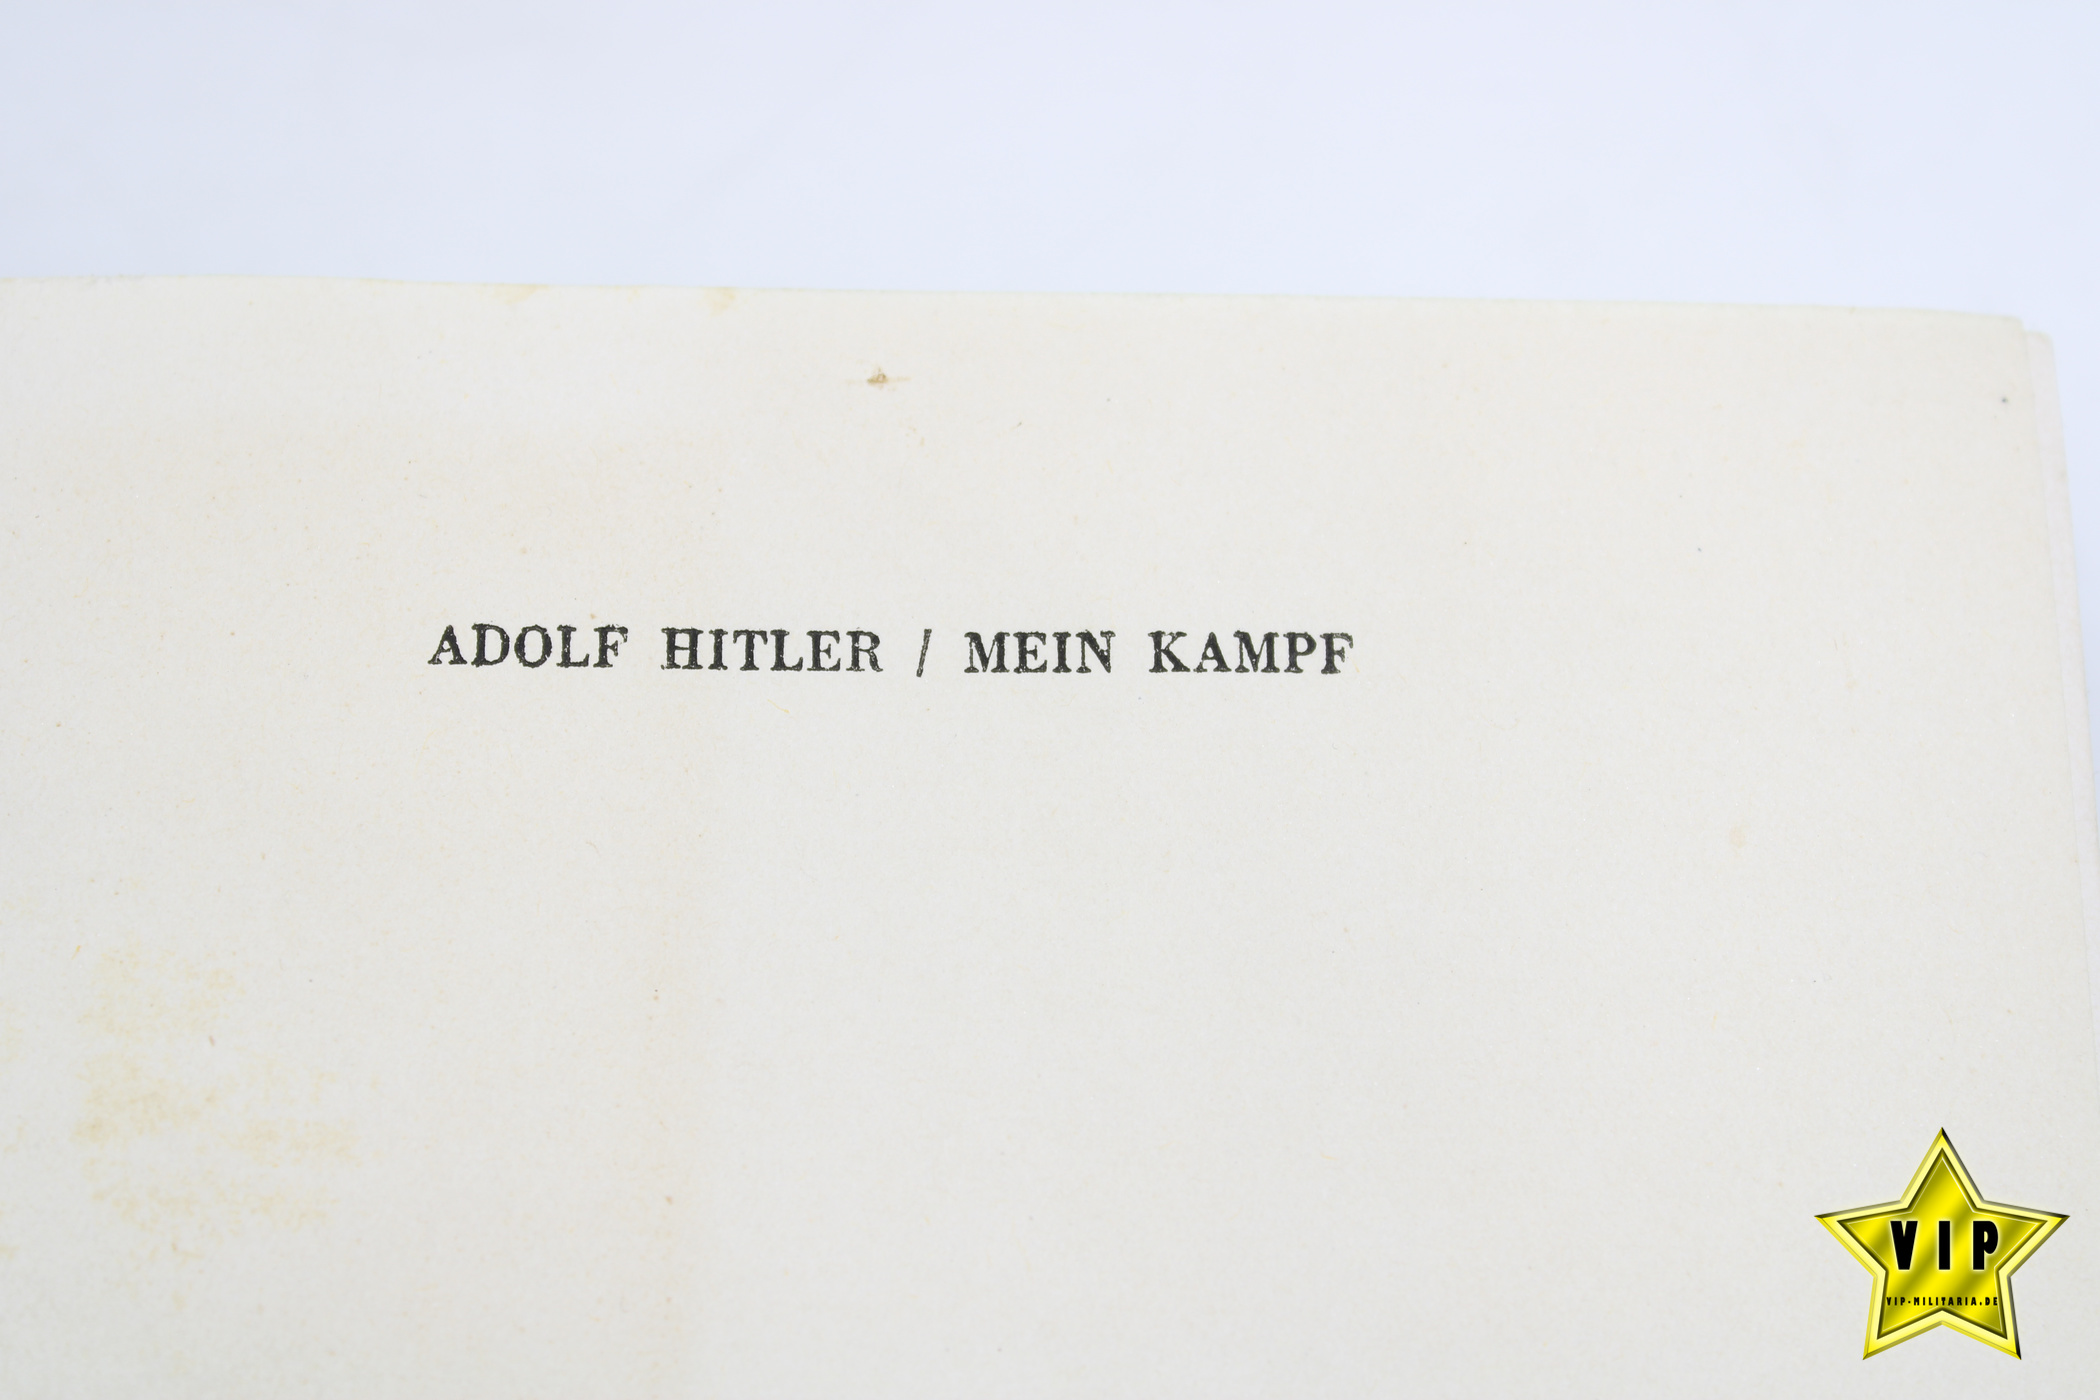 ADOLF HITLER / MEIN KAMPF
VIP
VIP-MILITARIA.DE